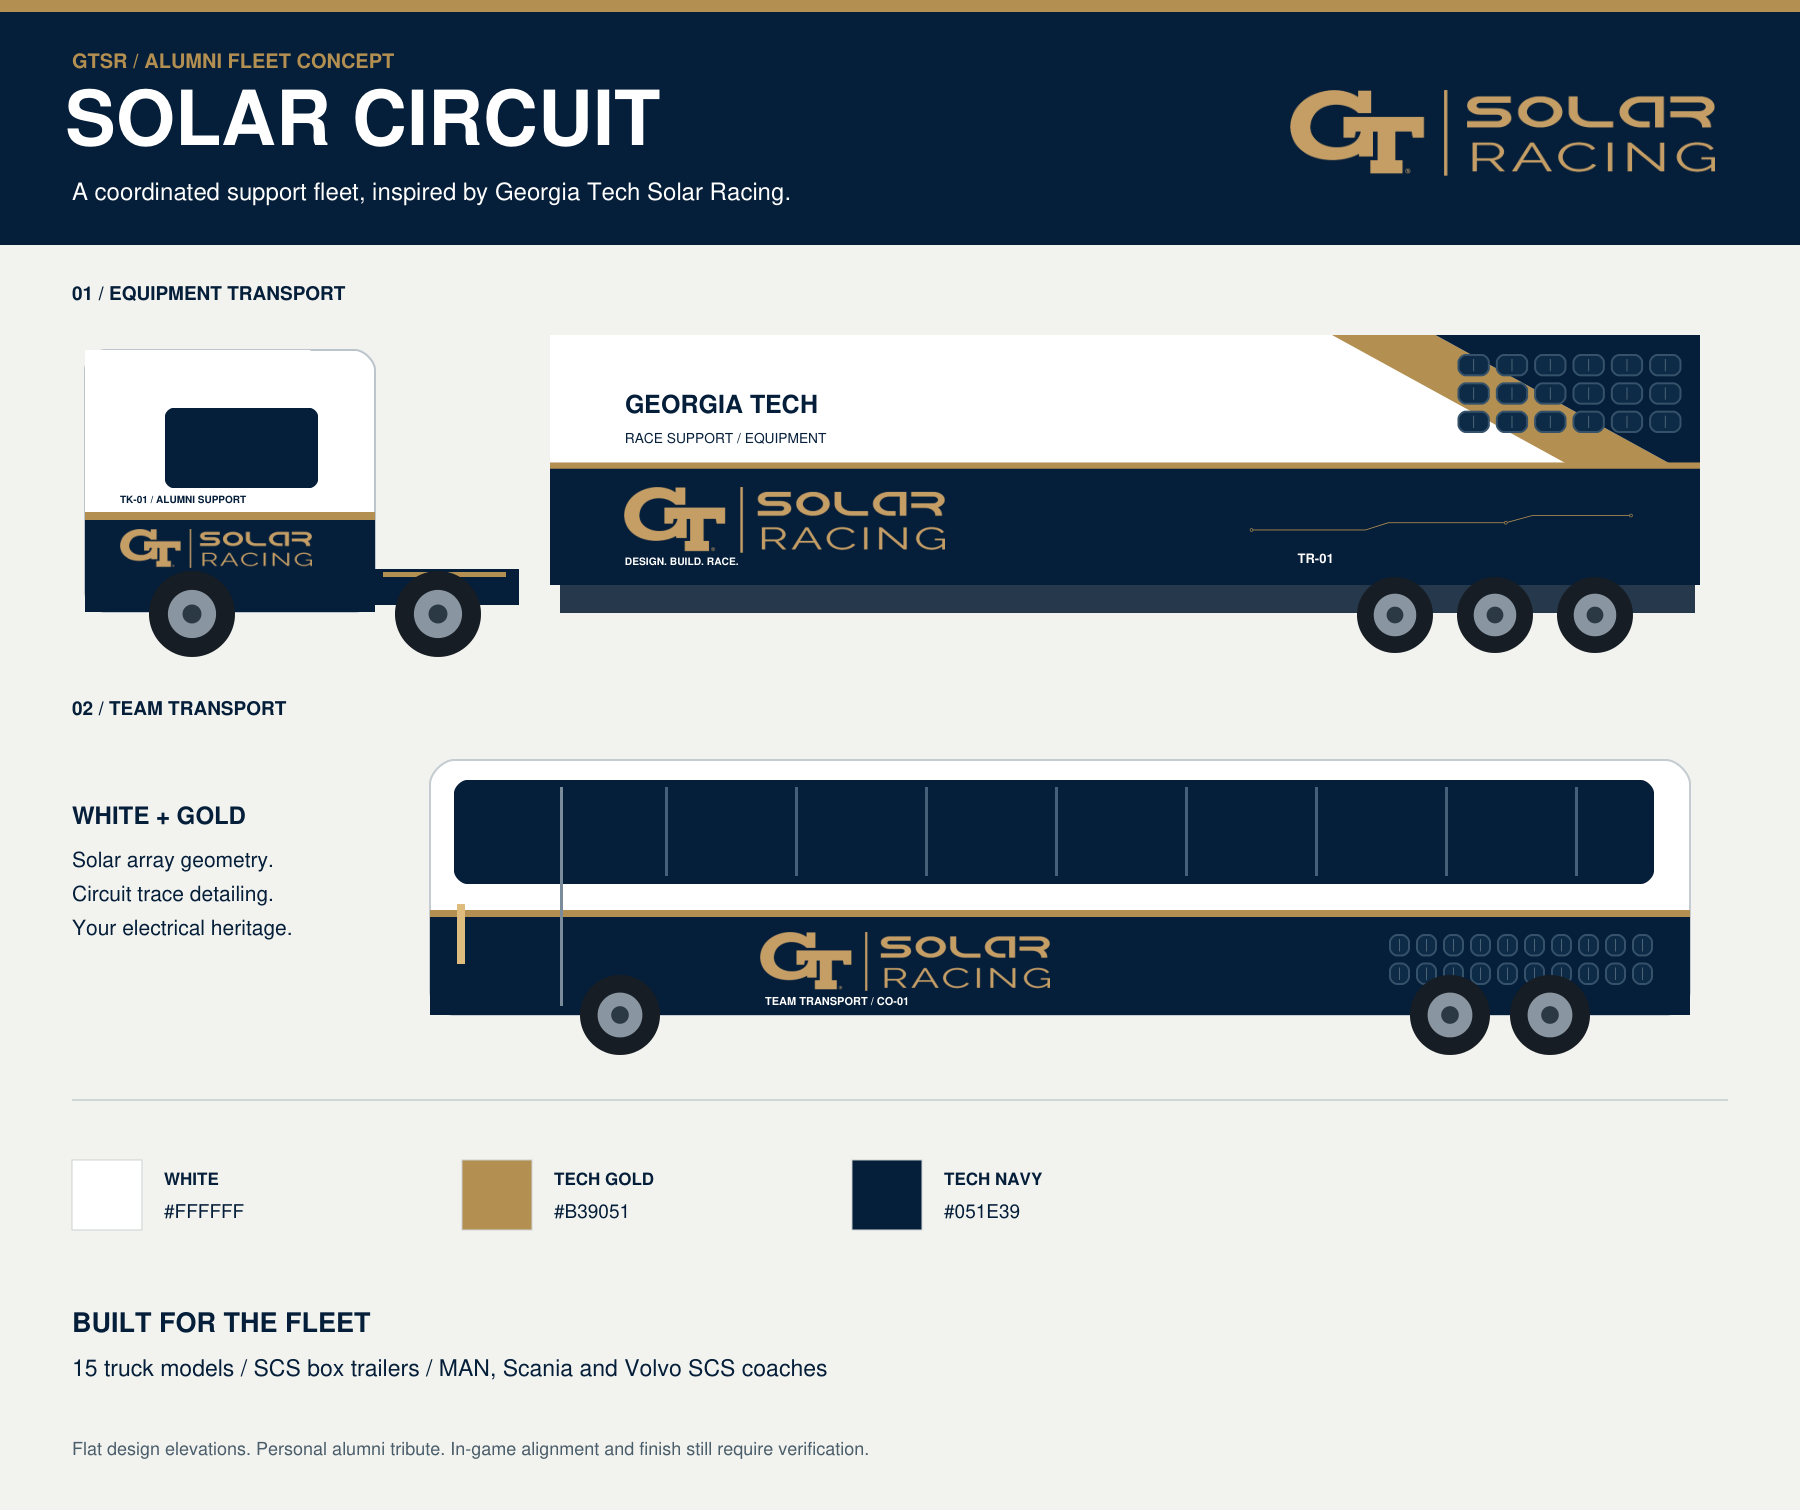 GTSR / ALUMNI FLEET CONCEPT
SOLAR CIRCUIT
A coordinated support fleet, inspired by Georgia Tech Solar Racing.
GT SOLAR
RACING
01 / EQUIPMENT TRANSPORT
TK-01 / ALUMNI SUPPORT
GT SOLAR
RACING
GEORGIA TECH
RACE SUPPORT / EQUIPMENT
GT SOLAR
RACING
DESIGN. BUILD. RACE.
TR-01
02 / TEAM TRANSPORT
WHITE + GOLD
Solar array geometry.
Circuit trace detailing.
Your electrical heritage.
GT SOLAR
RACING
TEAM TRANSPORT / CO-01
WHITE
#FFFFFF
TECH GOLD
#B39051
TECH NAVY
#051E39
BUILT FOR THE FLEET
15 truck models / SCS box trailers / MAN, Scania and Volvo SCS coaches
Flat design elevations. Personal alumni tribute. In-game alignment and finish still require verification.